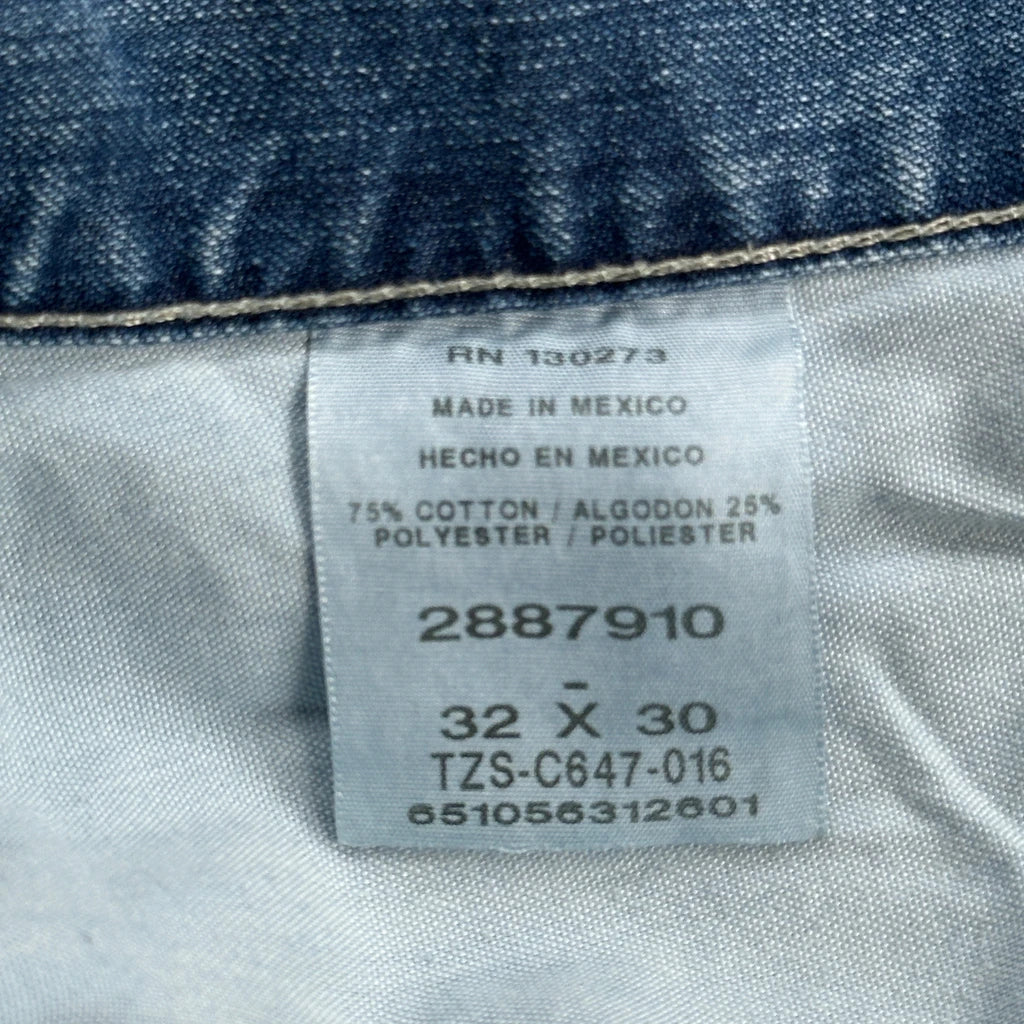 RN 130273
MADE IN MEXICO
HECHO EN MEXICO
75% COTTON / ALGODON 25%
POLYESTER / POLIESTER
2887910
-
32 X 30
TZS-C647-016
651056312601